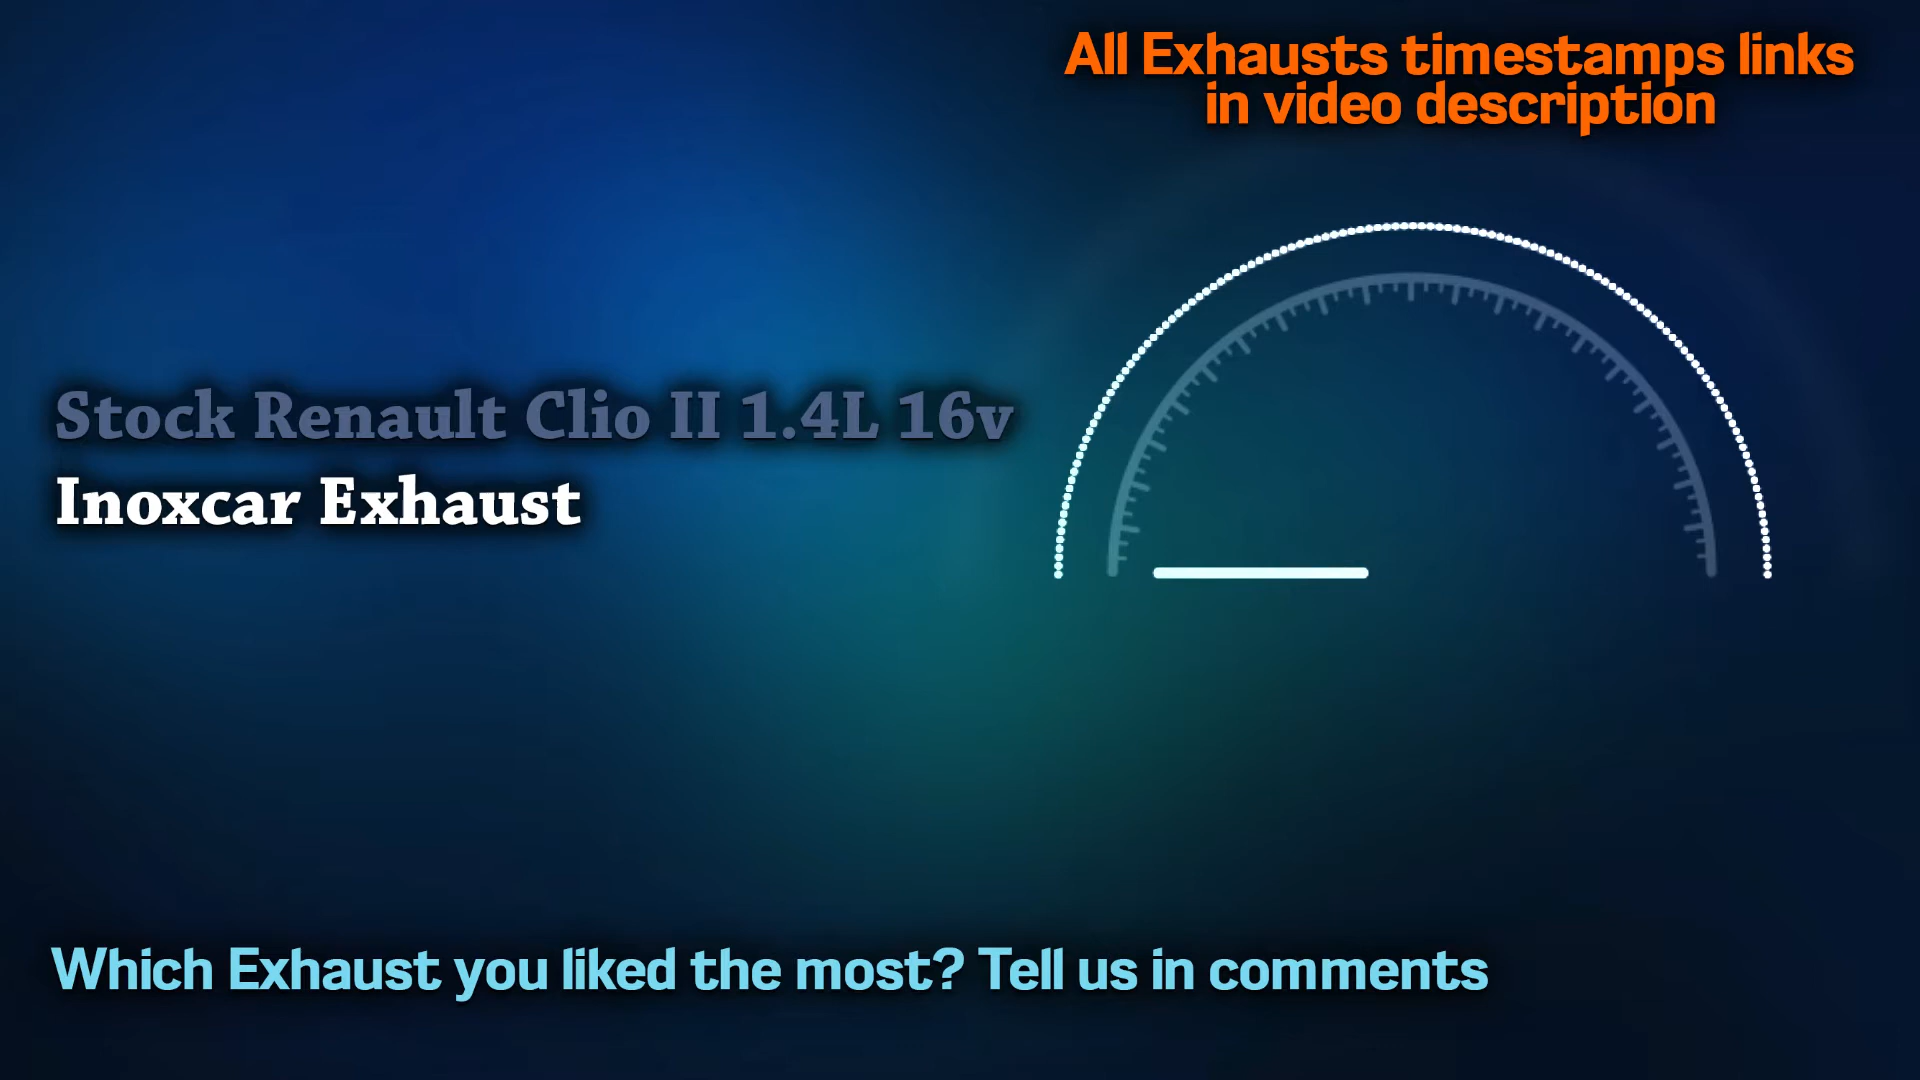 All Exhausts timestamps links
in video description
Stock Renault Clio II 1.4L 16v
Inoxcar Exhaust
Which Exhaust you liked the most? Tell us in comments